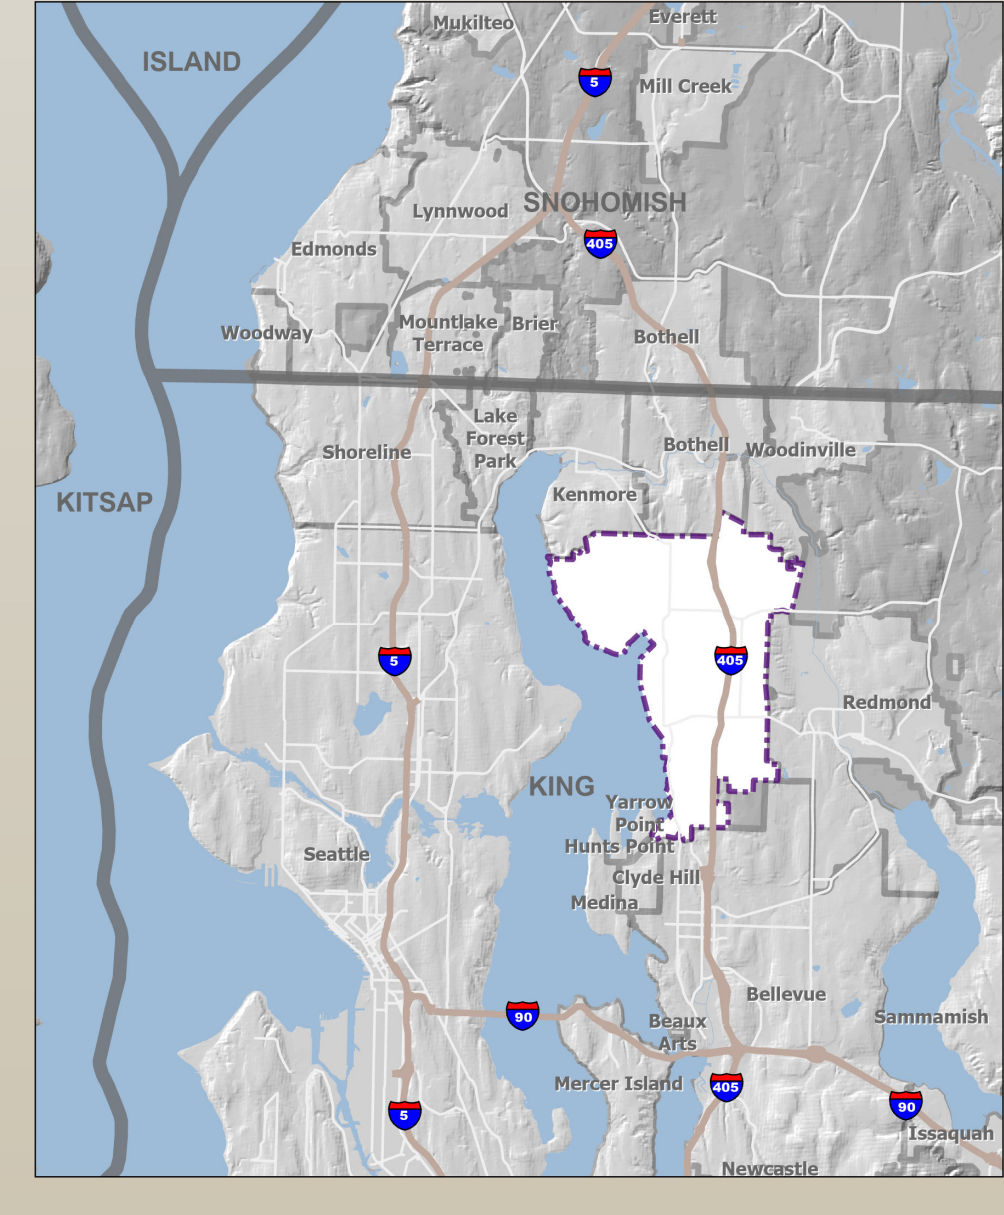 Mukilteo
Everett
ISLAND
5
Mill Creek
SNOHOMISH
Lynnwood
405
Edmonds
Woodway
Mountlake
Terrace
Brier
Bothell
Lake
Forest
Park
Shoreline
Bothell
Woodinville
KITSAP
Kenmore
5
405
Redmond
KING
Yarrow
Point
Hunts Point
Seattle
Clyde Hill
Medina
Bellevue
90
Beaux
Arts
Sammamish
Mercer Island
405
90
5
Issaquah
Newcastle